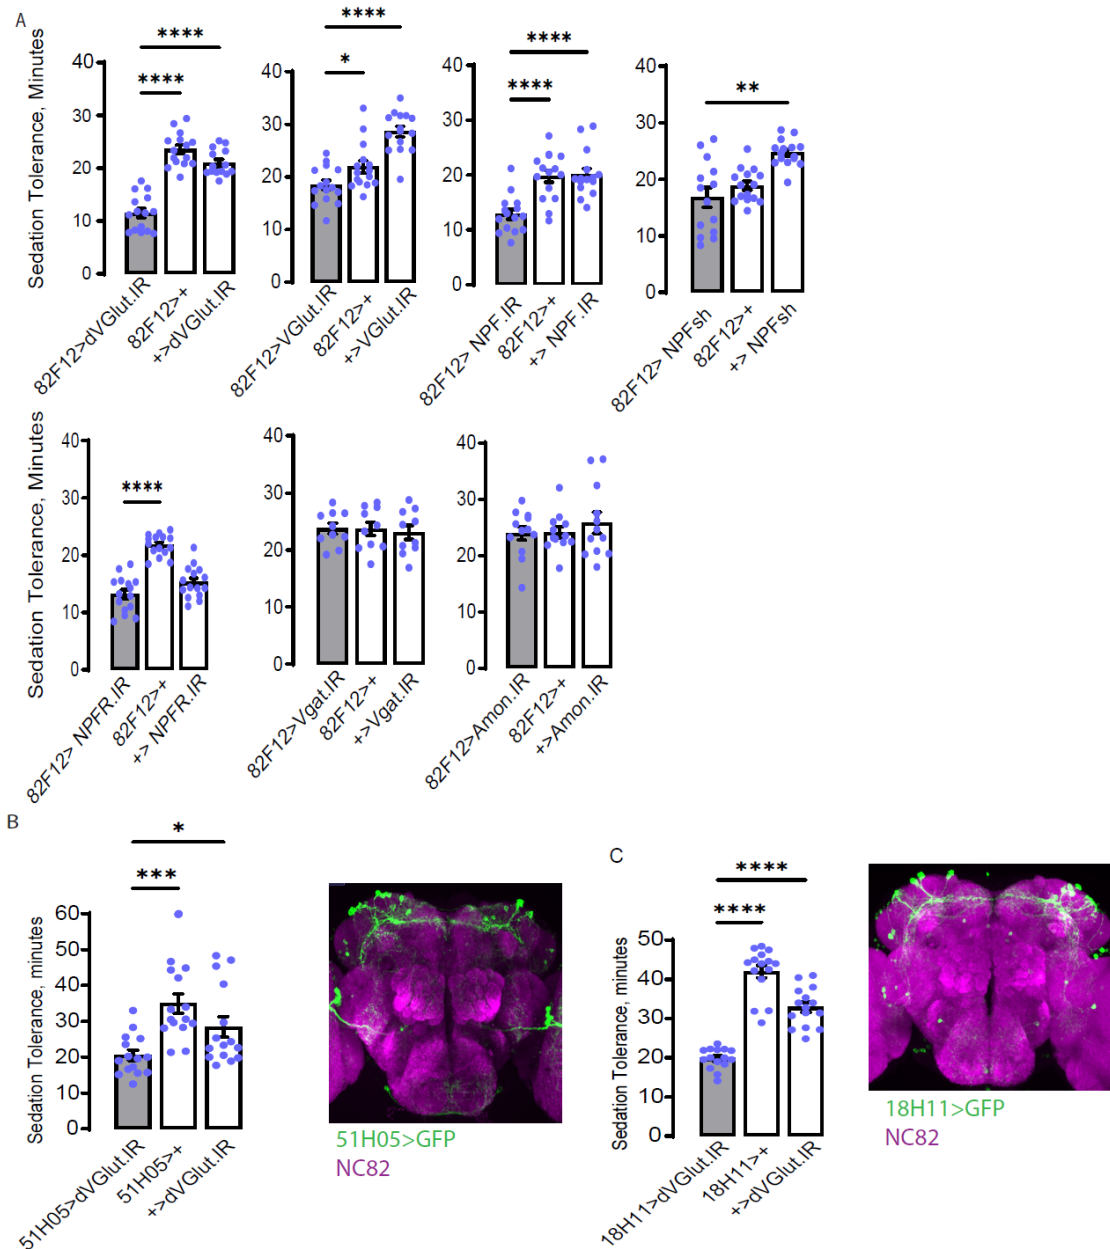 A
Sedation Tolerance, Minutes
40
30
20
10
0
****
****
82F12>dVGlut.IR
82F12>+
+>dVGlut.IR
40
30
20
10
0
****
*
82F12>VGlut.IR
82F12>+
+>VGlut.IR
40
30
20
10
0
****
****
82F12> NPF.IR
82F12>+
+> NPF.IR
40
30
20
10
0
**
82F12> NPFsh
82F12>+
+> NPFsh
Sedation Tolerance, Minutes
40
30
20
10
0
****
82F12> NPFR.IR
82F12>+
+> NPFR.IR
40
30
20
10
0
82F12>Vgat.IR
82F12>+
+>Vgat.IR
40
30
20
10
0
82F12>Amon.IR
82F12>+
+>Amon.IR
B
Sedation Tolerance, minutes
60
50
40
30
20
10
0
*
***
51H05>dVGlut.IR
51H05>+
+>dVGlut.IR
51H05>GFP
NC82
C
Sedation Tolerance, minutes
50
40
30
20
10
0
****
****
18H11>dVGlut.IR
18H11>+
+>dVGlut.IR
18H11>GFP
NC82